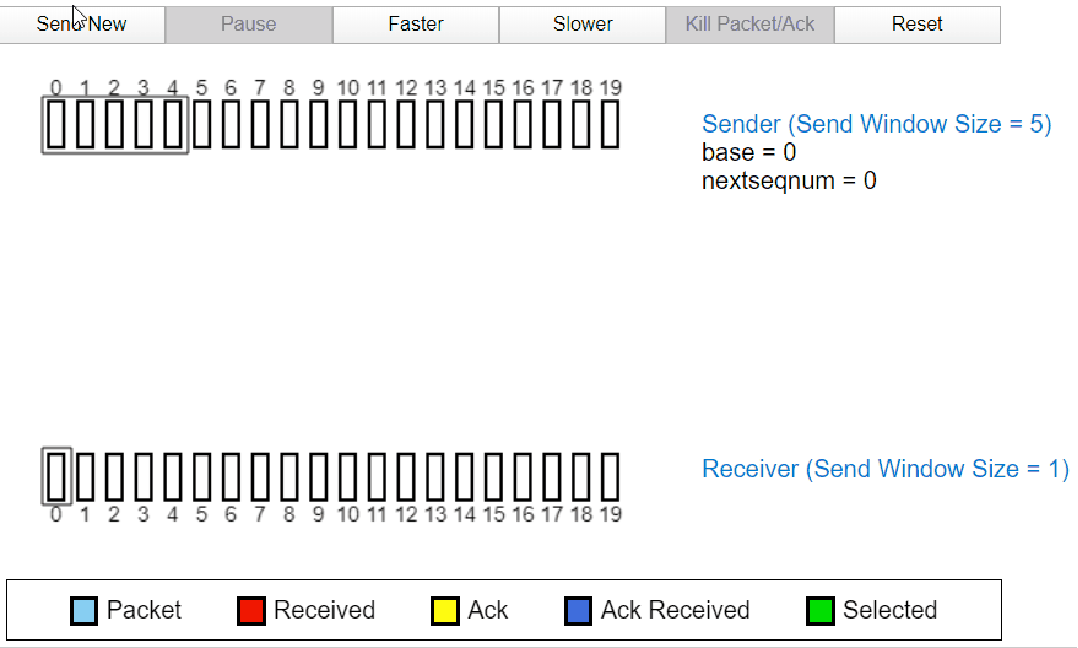 Send New Pause Faster Slower Kill Packet/Ack Reset
0 1 2 3 4 5 6 7 8 9 10 11 12 13 14 15 16 17 18 19
Sender (Send Window Size = 5)
base = 0
nextseqnum = 0
Receiver (Send Window Size = 1)
0 1 2 3 4 5 6 7 8 9 10 11 12 13 14 15 16 17 18 19
Packet Received Ack Ack Received Selected